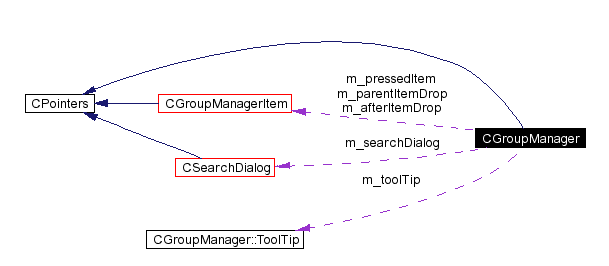 m_pressedItem
m_parentItemDrop
m_afterItemDrop
CPointers
CGroupManagerItem
CGroupManager
m_searchDialog
CSearchDialog
m_toolTip
CGroupManager::ToolTip